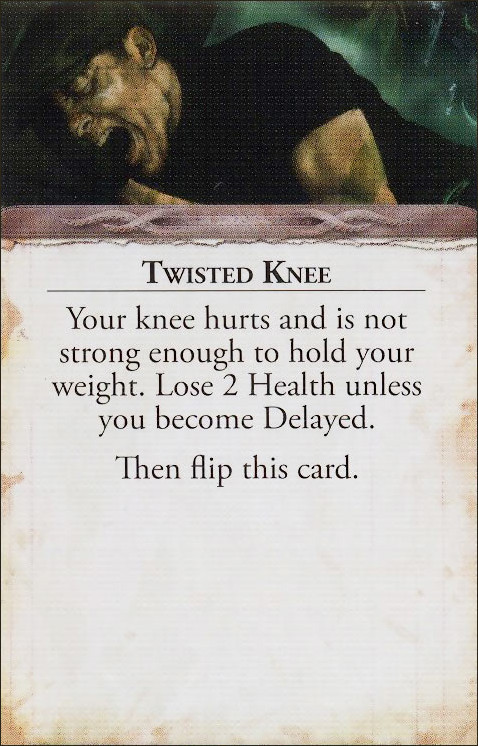 Twisted Knee
Your knee hurts and is not
strong enough to hold your
weight. Lose 2 Health unless
you become Delayed.
Then flip this card.